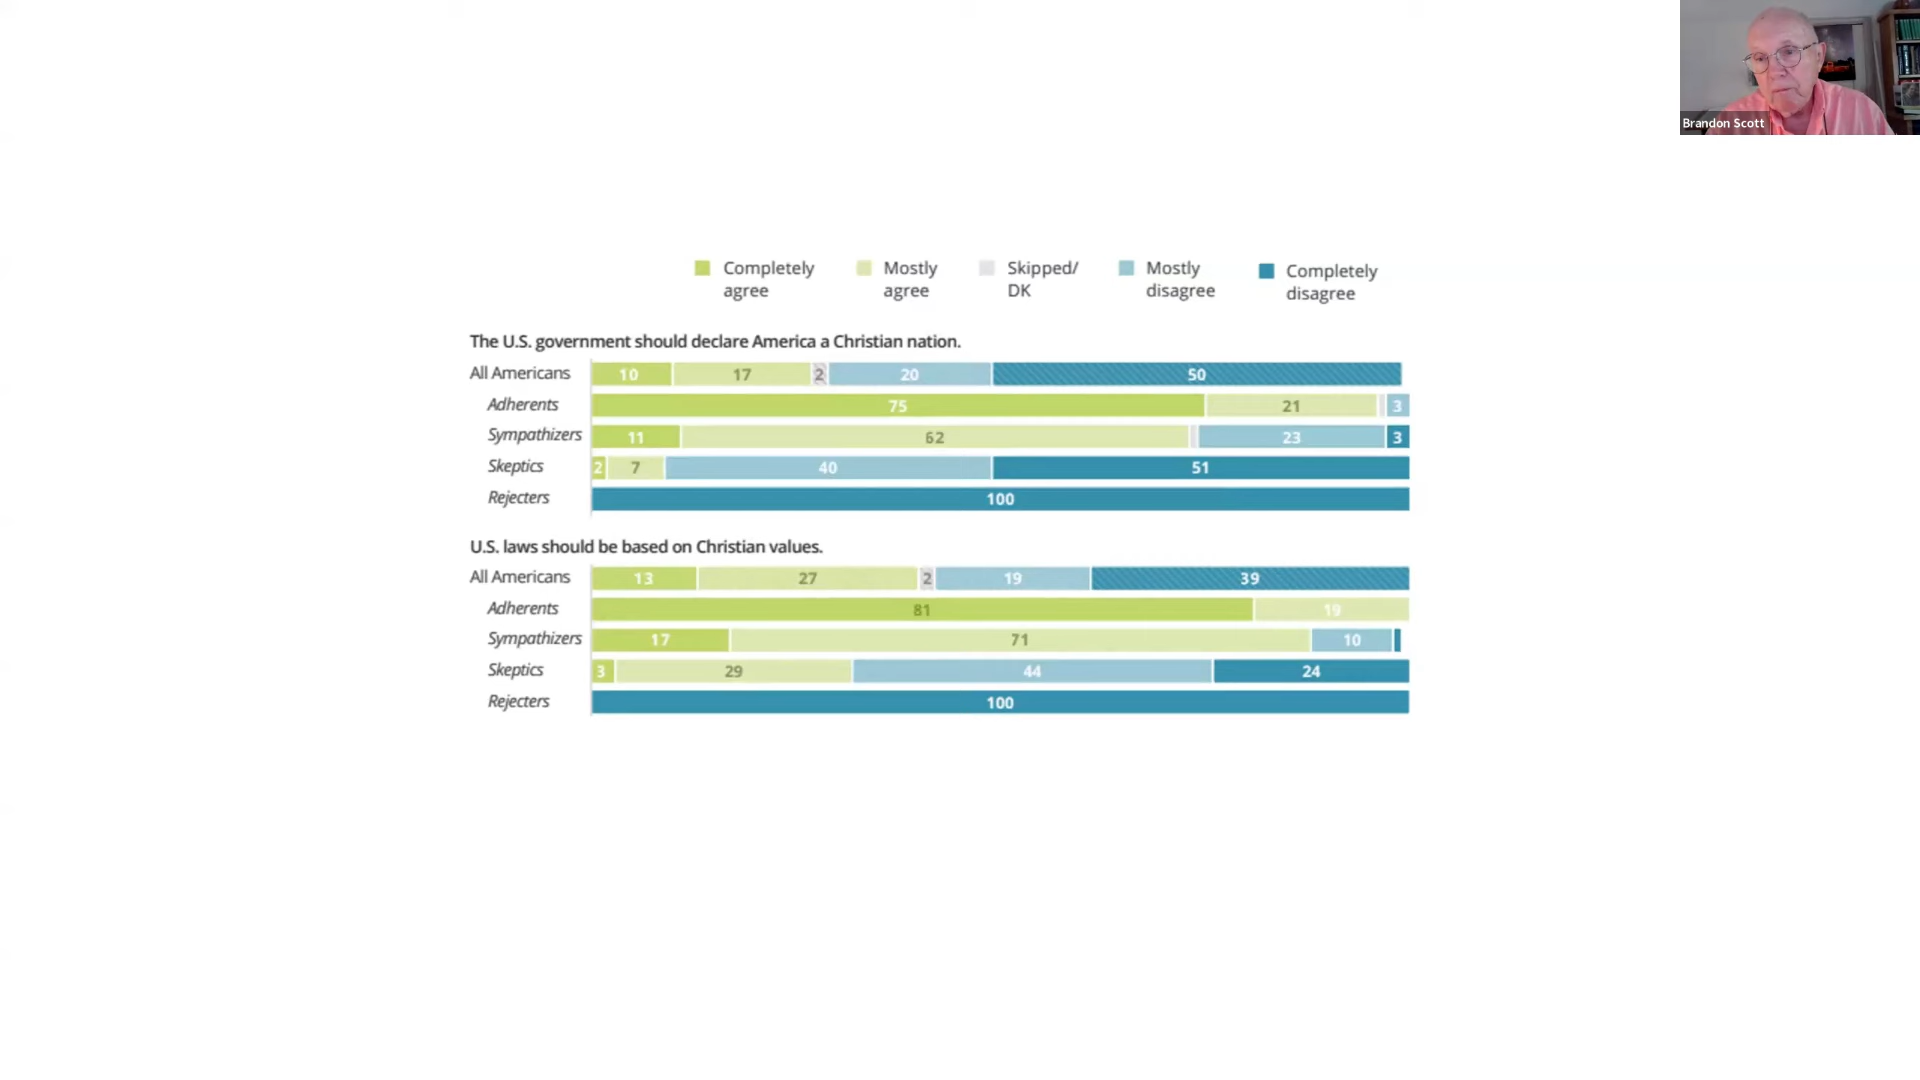 Brandon Scott
Completely agree
Mostly agree
Skipped/ DK
Mostly disagree
Completely disagree
The U.S. government should declare America a Christian nation.
All Americans 10 17 2 20 50
Adherents 75 21 3
Sympathizers 11 62 23 3
Skeptics 2 7 40 51
Rejecters 100
U.S. laws should be based on Christian values.
All Americans 13 27 2 19 39
Adherents 81 19
Sympathizers 17 71 10
Skeptics 3 29 44 24
Rejecters 100